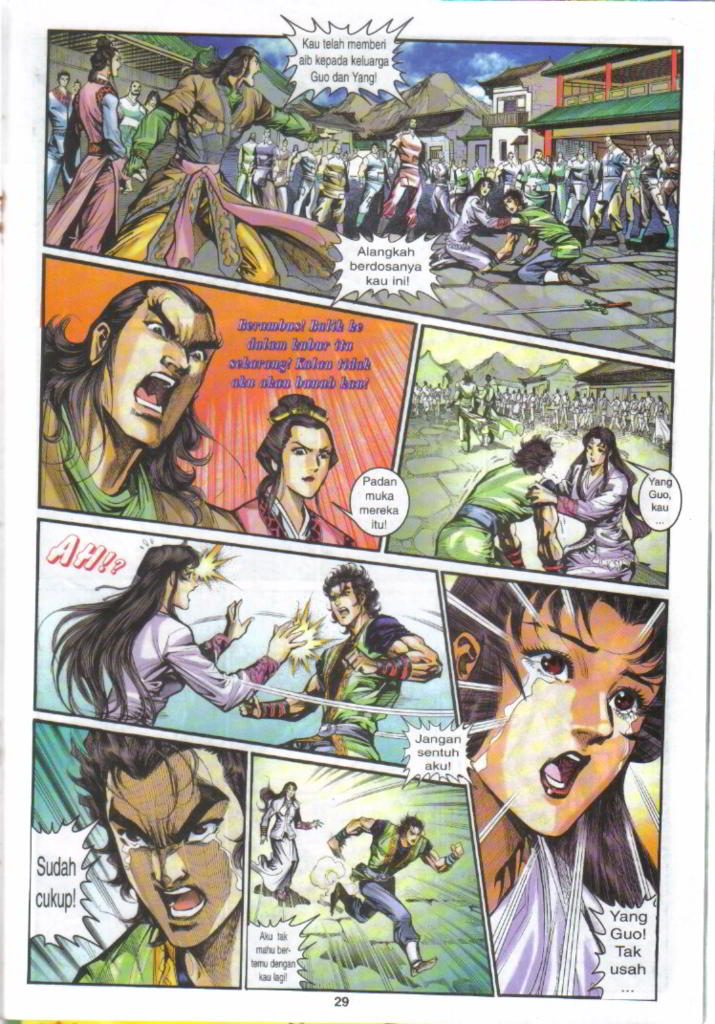 Kau telah memberi
aib kepada keluarga
Guo dan Yang!
Alangkah
berdosanya
kau ini!
Berambus! Balik ke
dalam kubur itu
sekarang! Kalau tidak
aku akan bunuh kau!
Padan
muka
mereka
itu!
Yang
Guo,
kau
...
AH!?
Jangan
sentuh
aku!
Sudah
cukup!
Aku tak
mahu ber-
temu dengan
kau lagi!
Yang
Guo!
Tak
usah
...
29